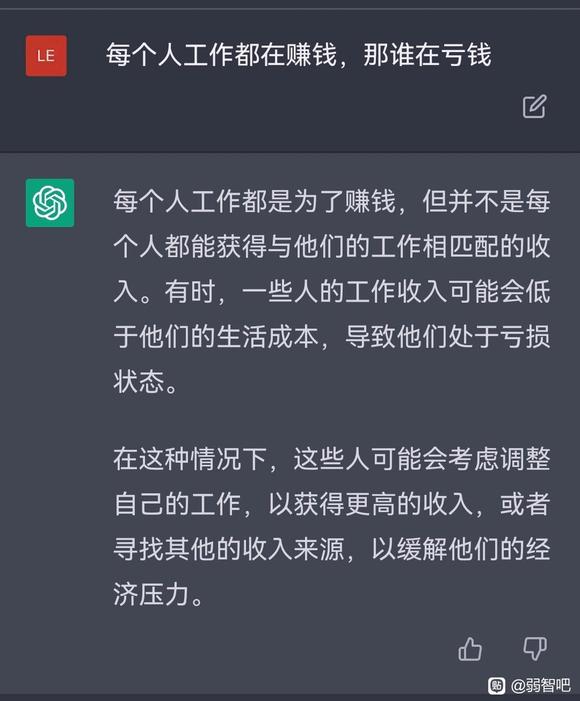 LE
每个人工作都在赚钱，那谁在亏钱
每个人工作都是为了赚钱，但并不是每
个人都能获得与他们的工作相匹配的收
入。有时，一些人的工作收入可能会低
于他们的生活成本，导致他们处于亏损
状态。
在这种情况下，这些人可能会考虑调整
自己的工作，以获得更高的收入，或者
寻找其他的收入来源，以缓解他们的经
济压力。
贴 @弱智吧